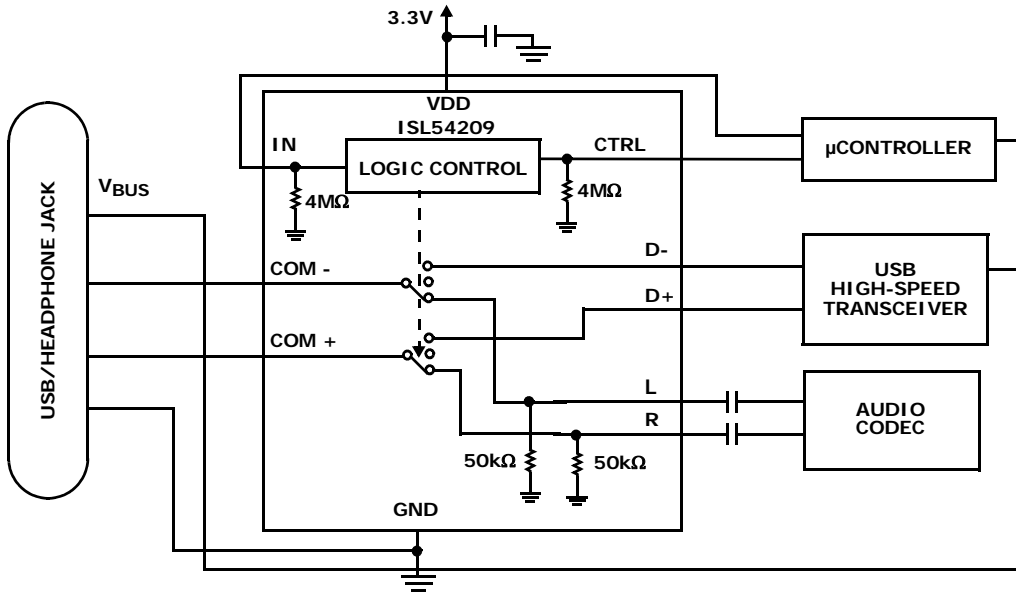 3.3V
VDD
ISL54209
IN
LOGIC CONTROL
CTRL
µCONTROLLER
4MΩ
4MΩ
USB/HEADPHONE JACK
VBUS
COM -
D-
USB
HIGH-SPEED
TRANSCEIVER
D+
COM +
L
R
AUDIO
CODEC
50kΩ
50kΩ
GND